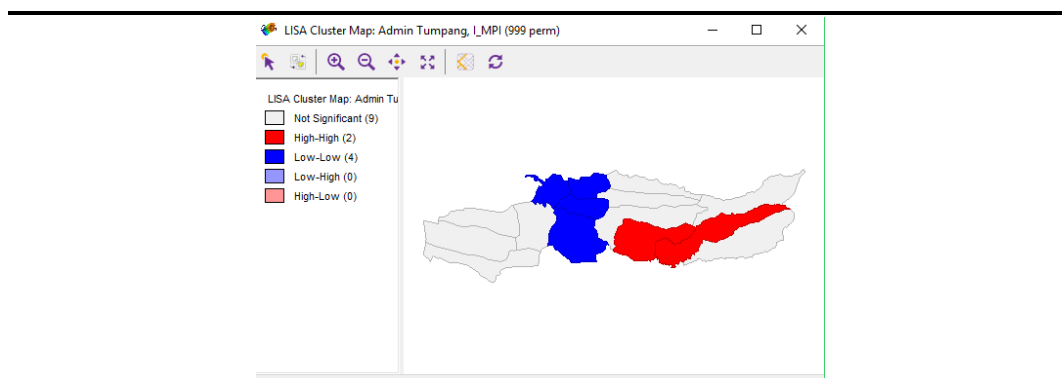 LISA Cluster Map: Admin Tumpang, I_MPI (999 perm)
LISA Cluster Map: Admin Tu
Not Significant (9)
High-High (2)
Low-Low (4)
Low-High (0)
High-Low (0)